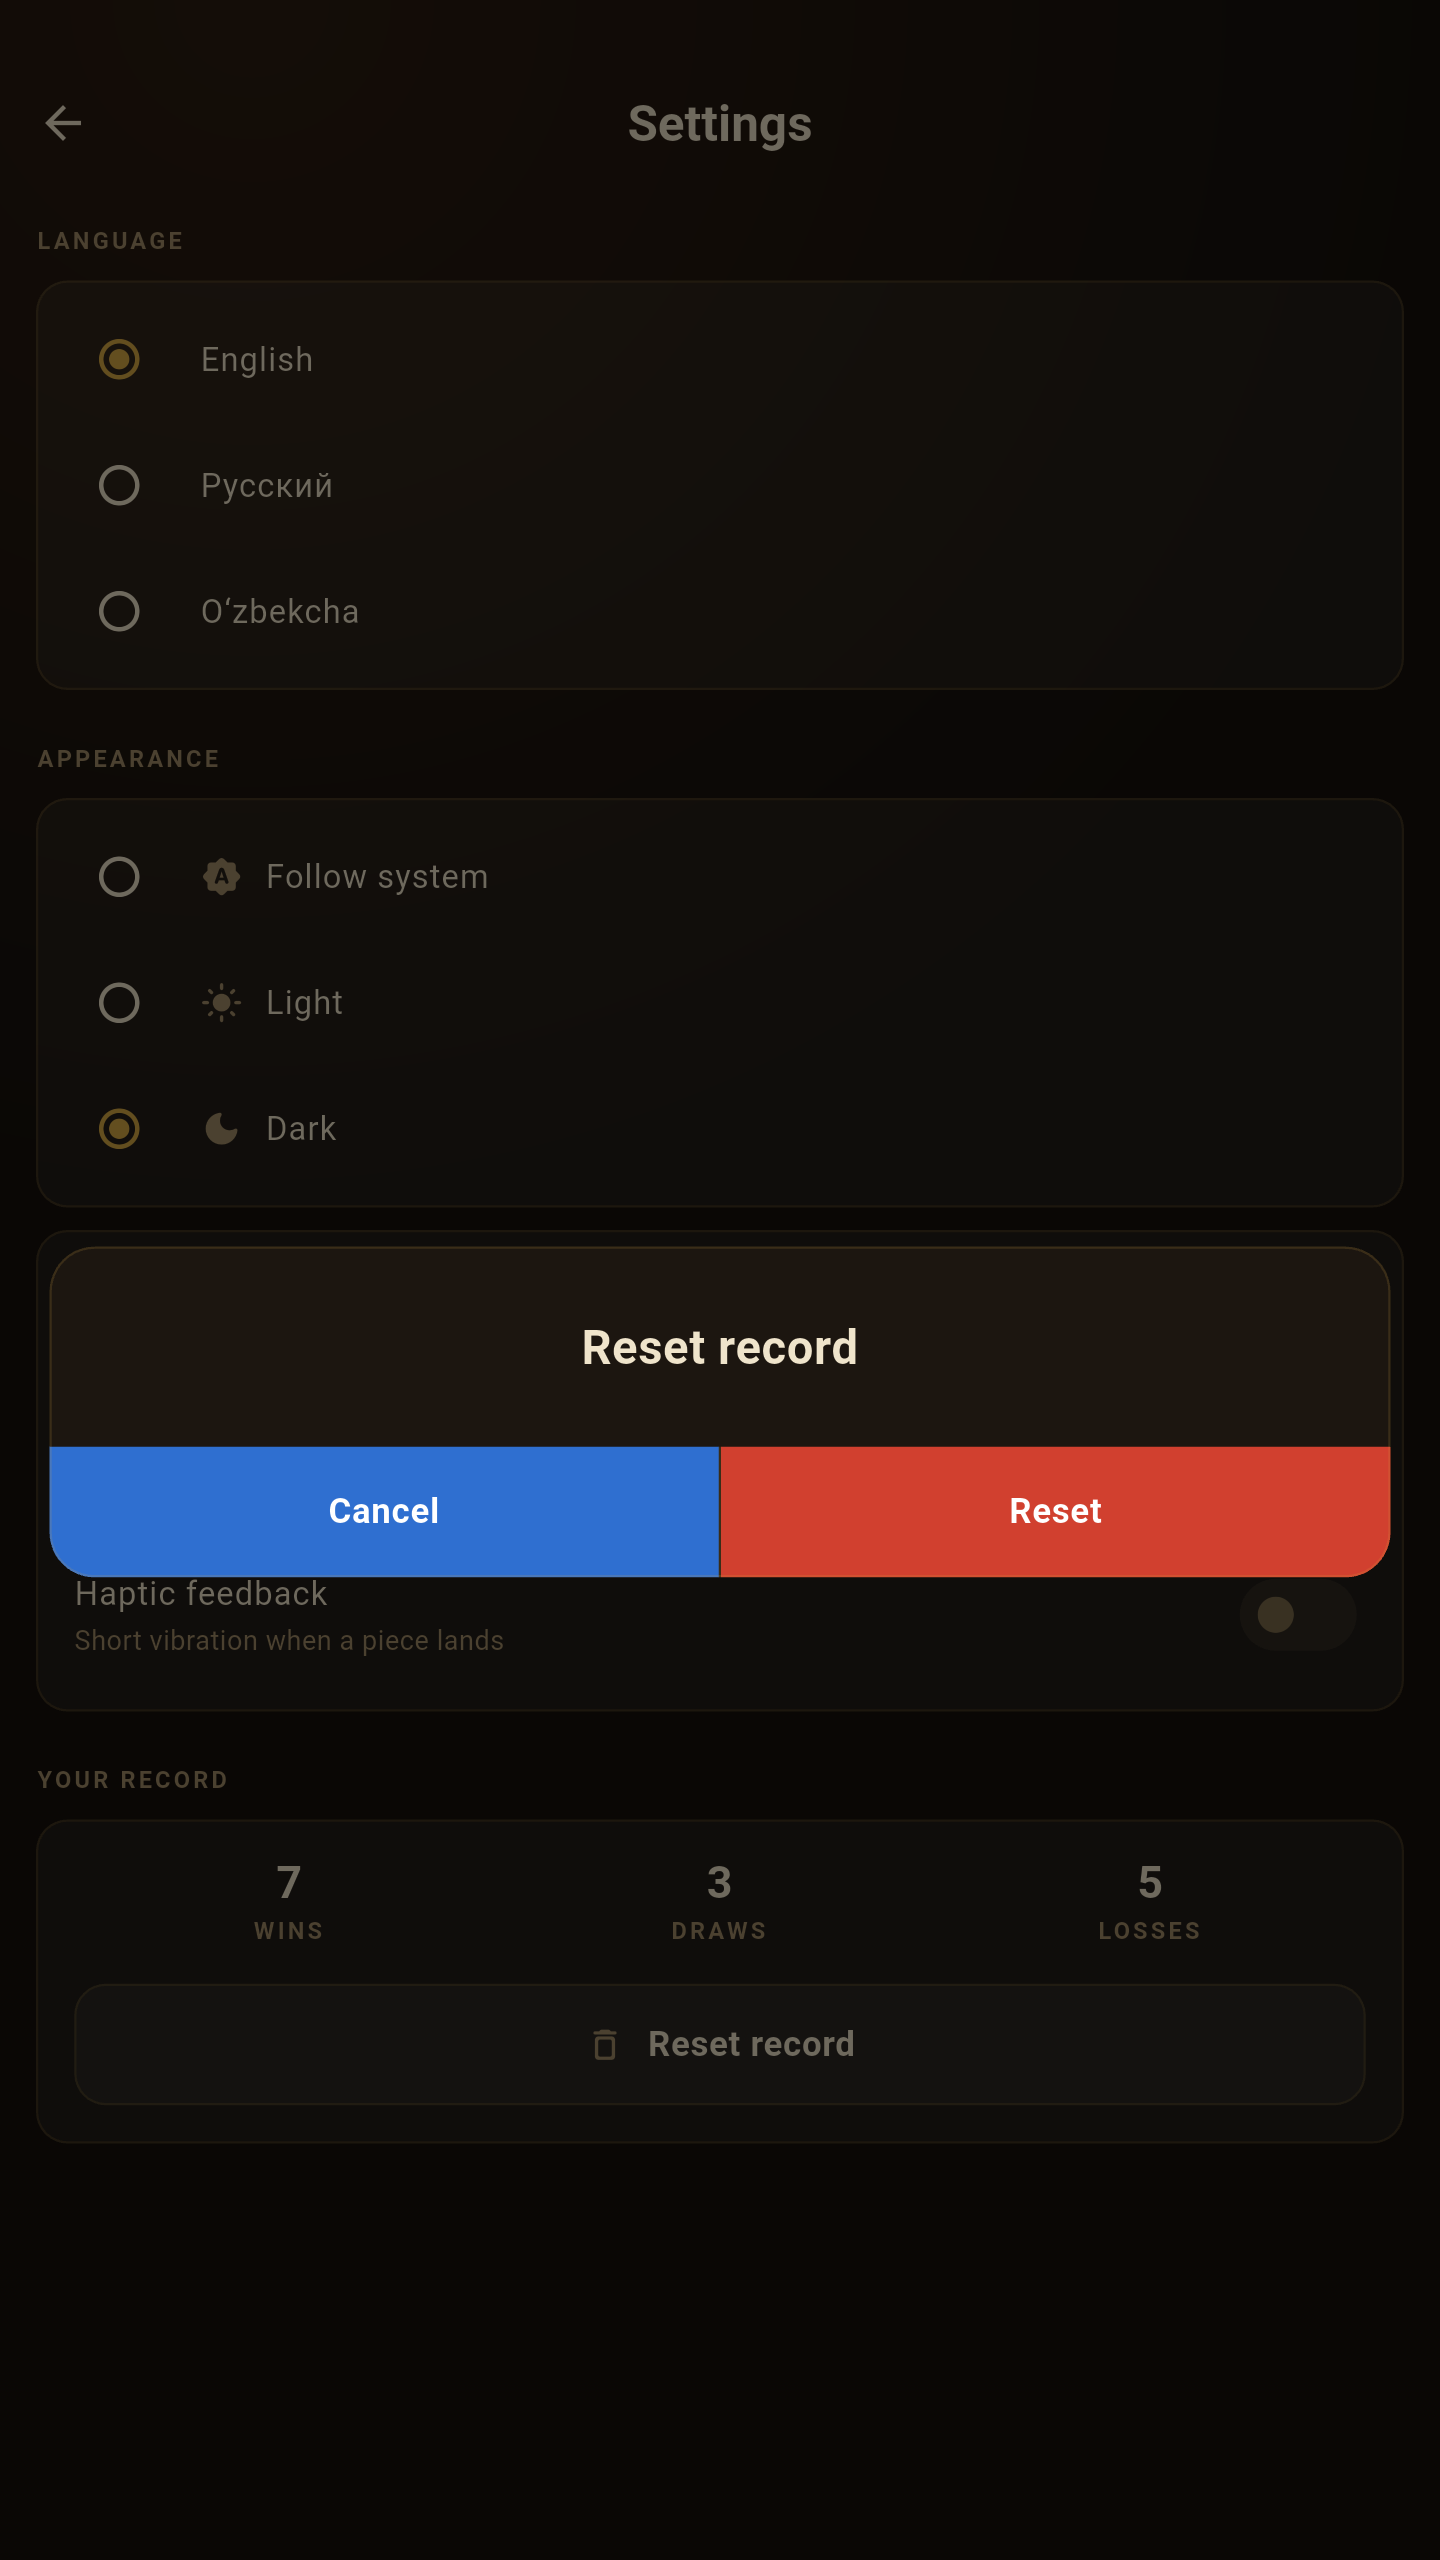 Settings
LANGUAGE
English
Русский
Oʻzbekcha
APPEARANCE
Follow system
Light
Dark
Reset record
Cancel
Reset
Haptic feedback
Short vibration when a piece lands
YOUR RECORD
7
3
5
WINS
DRAWS
LOSSES
Reset record